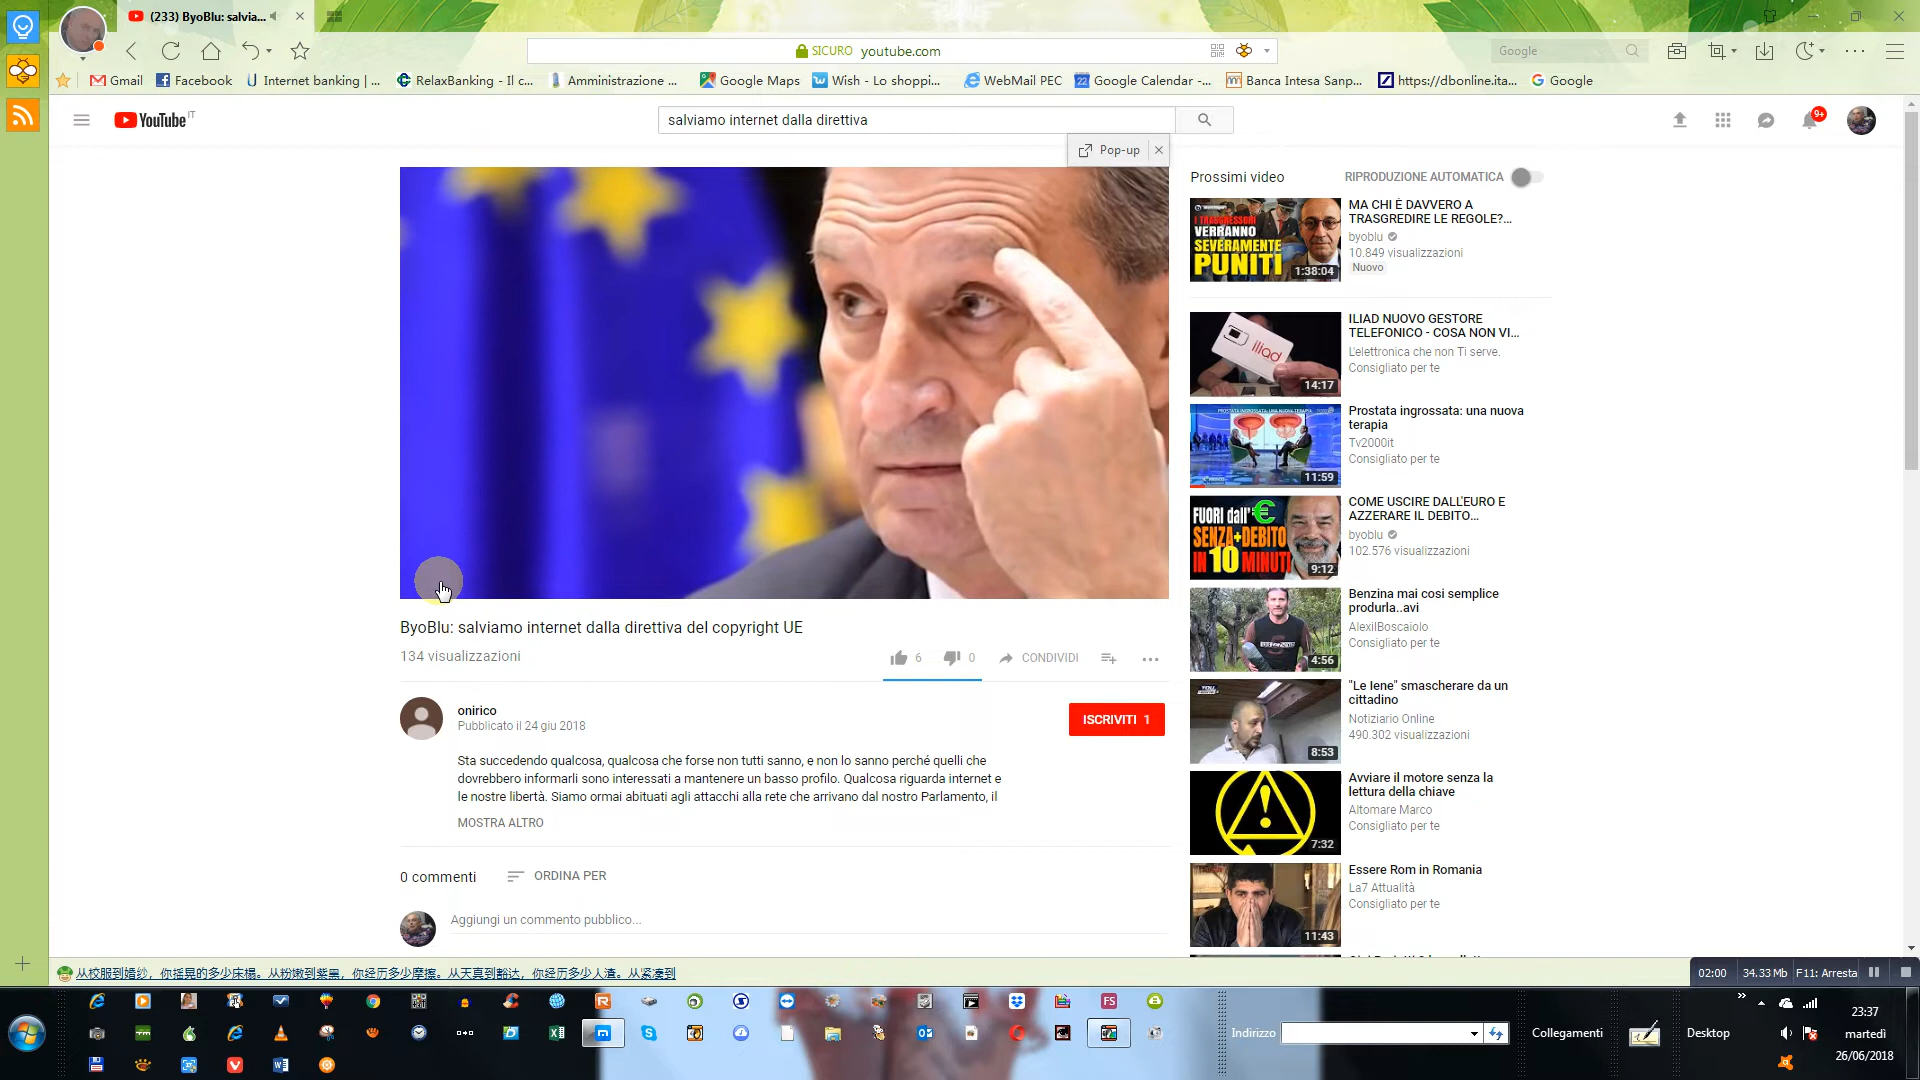 (233) ByoBlu: salvia...
SICURO youtube.com
Google
Gmail
Facebook
Internet banking | ...
RelaxBanking - Il c...
Amministrazione ...
Google Maps
Wish - Lo shoppi...
WebMail PEC
22 Google Calendar -...
Banca Intesa Sanp...
https://dbonline.ita...
Google
YouTube IT
salviamo internet dalla direttiva
9+
Pop-up
Prossimi video
RIPRODUZIONE AUTOMATICA
I TRASGRESSORI
VERRANNO
SEVERAMENTE
PUNITI
1:38:04
MA CHI È DAVVERO A
TRASGREDIRE LE REGOLE?...
byoblu
10.849 visualizzazioni
Nuovo
iliad
14:17
ILIAD NUOVO GESTORE
TELEFONICO - COSA NON VI...
L'elettronica che non Ti serve.
Consigliato per te
11:59
Prostata ingrossata: una nuova
terapia
Tv2000it
Consigliato per te
FUORI dall'€
SENZA+DEBITO
IN 10 MINUTI
9:12
COME USCIRE DALL'EURO E
AZZERARE IL DEBITO...
byoblu
102.576 visualizzazioni
4:56
Benzina mai cosi semplice
produrla..avi
AlexilBoscaiolo
Consigliato per te
8:53
"Le Iene" smascherare da un
cittadino
Notiziario Online
490.302 visualizzazioni
7:32
Avviare il motore senza la
lettura della chiave
Altomare Marco
Consigliato per te
11:43
Essere Rom in Romania
La7 Attualità
Consigliato per te
ByoBlu: salviamo internet dalla direttiva del copyright UE
134 visualizzazioni
6
0
CONDIVIDI
onirico
Pubblicato il 24 giu 2018
ISCRIVITI 1
Sta succedendo qualcosa, qualcosa che forse non tutti sanno, e non lo sanno perché quelli che
dovrebbero informarli sono interessati a mantenere un basso profilo. Qualcosa riguarda internet e
le nostre libertà. Siamo ormai abituati agli attacchi alla rete che arrivano dal nostro Parlamento, il
MOSTRA ALTRO
0 commenti
ORDINA PER
Aggiungi un commento pubblico...
从校服到婚纱，你摇晃的多少床榻。从粉嫩到紫黑，你经历多少摩擦。从天真到豁达，你经历多少人渣。从紧凑到
02:00
34.33 Mb
F11: Arresta
Indirizzo
Collegamenti
Desktop
23:37
martedì
26/06/2018